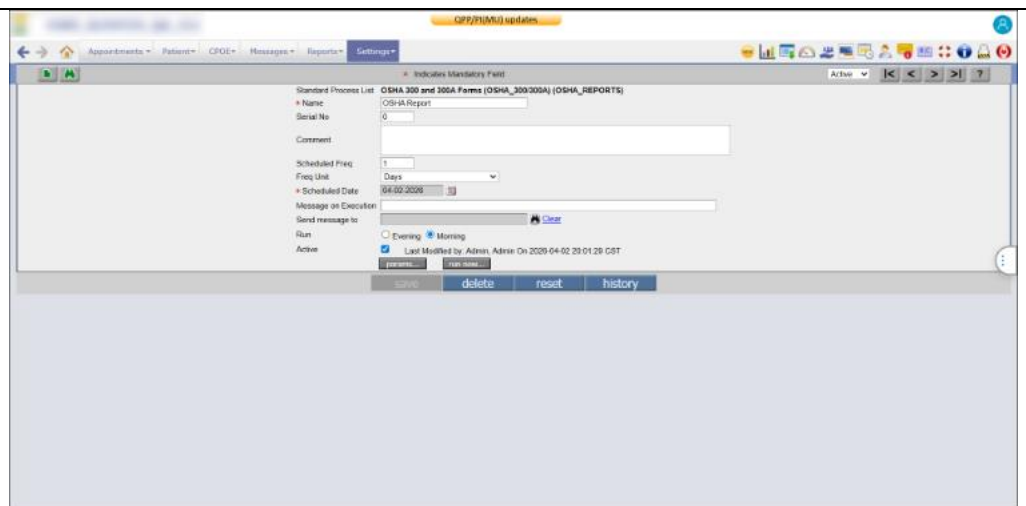 QPP/PI(MU) updates
Appointments Patient CPOE Messages Reports Settings
* Indicates Mandatory Field Active |< < > >| ?
Standard Process List OSHA 300 and 300A Forms (OSHA_300/300A) (OSHA_REPORTS)
* Name OSHA Report
Serial No 0
Comment
Scheduled Freq 1
Freq Unit Days
* Scheduled Date 04-02-2026
Message on Execution
Send message to Clear
Run Evening Morning
Active Last Modified by: Admin, Admin On 2026-04-02 20:01:28 CST
params... run now...
save delete reset history